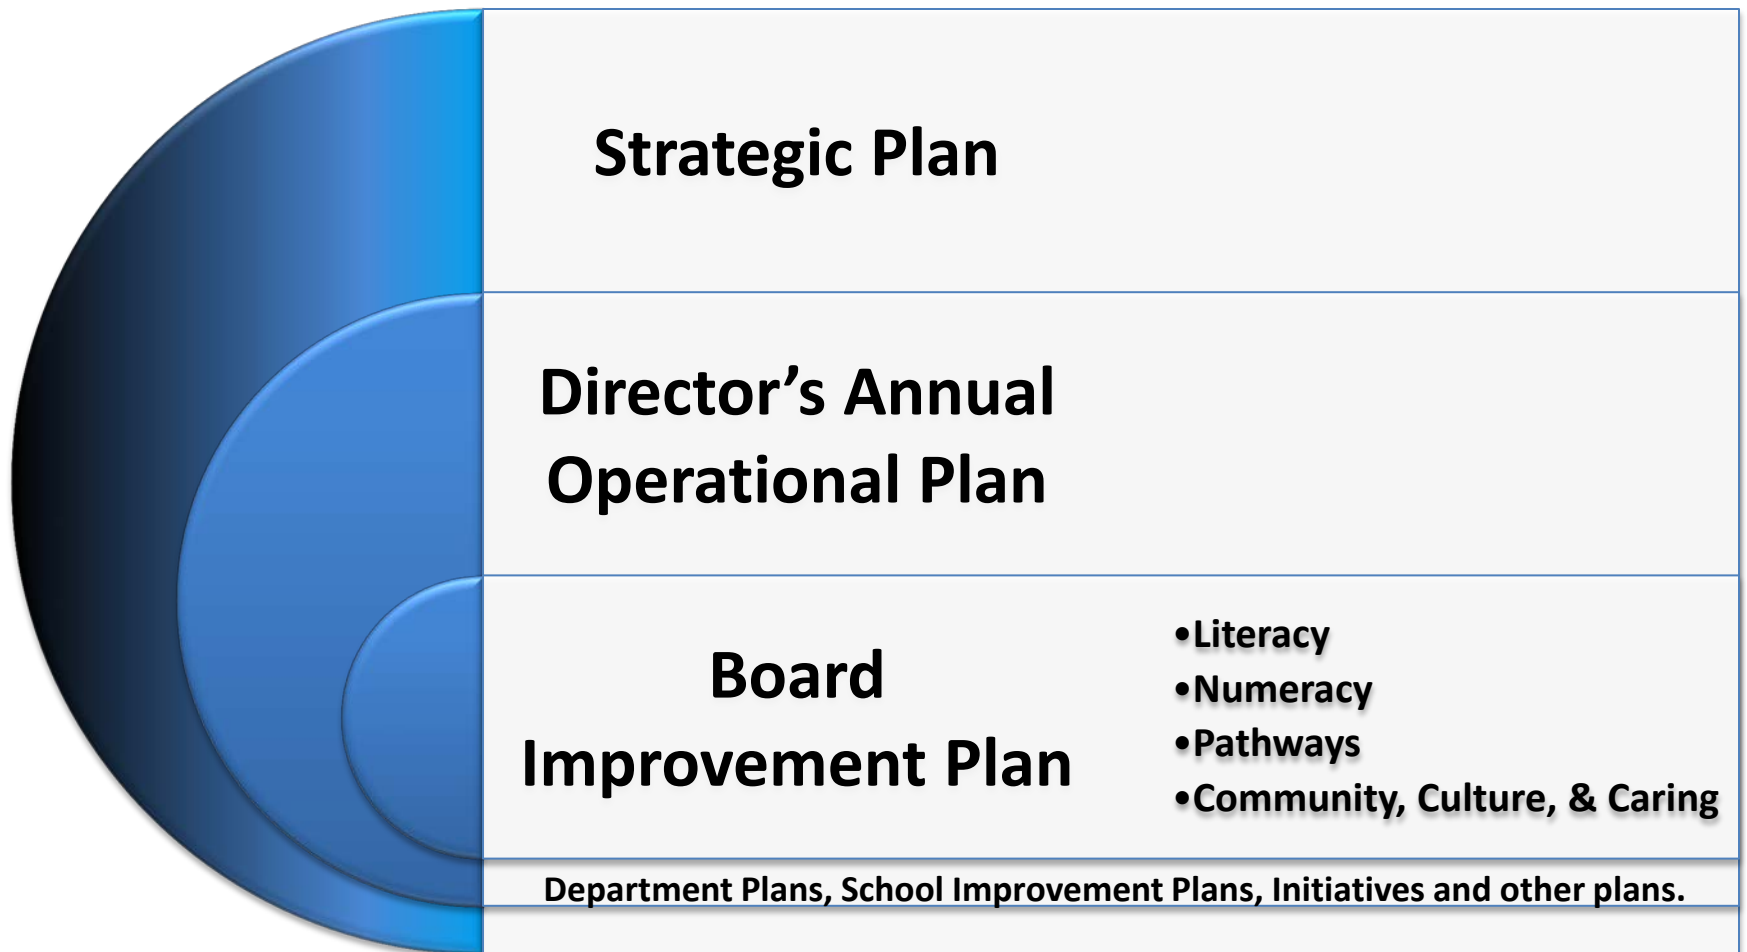 Strategic Plan
Director’s Annual
Operational Plan
Board
Improvement Plan
•Literacy
•Numeracy
•Pathways
•Community, Culture, & Caring
Department Plans, School Improvement Plans, Initiatives and other plans.